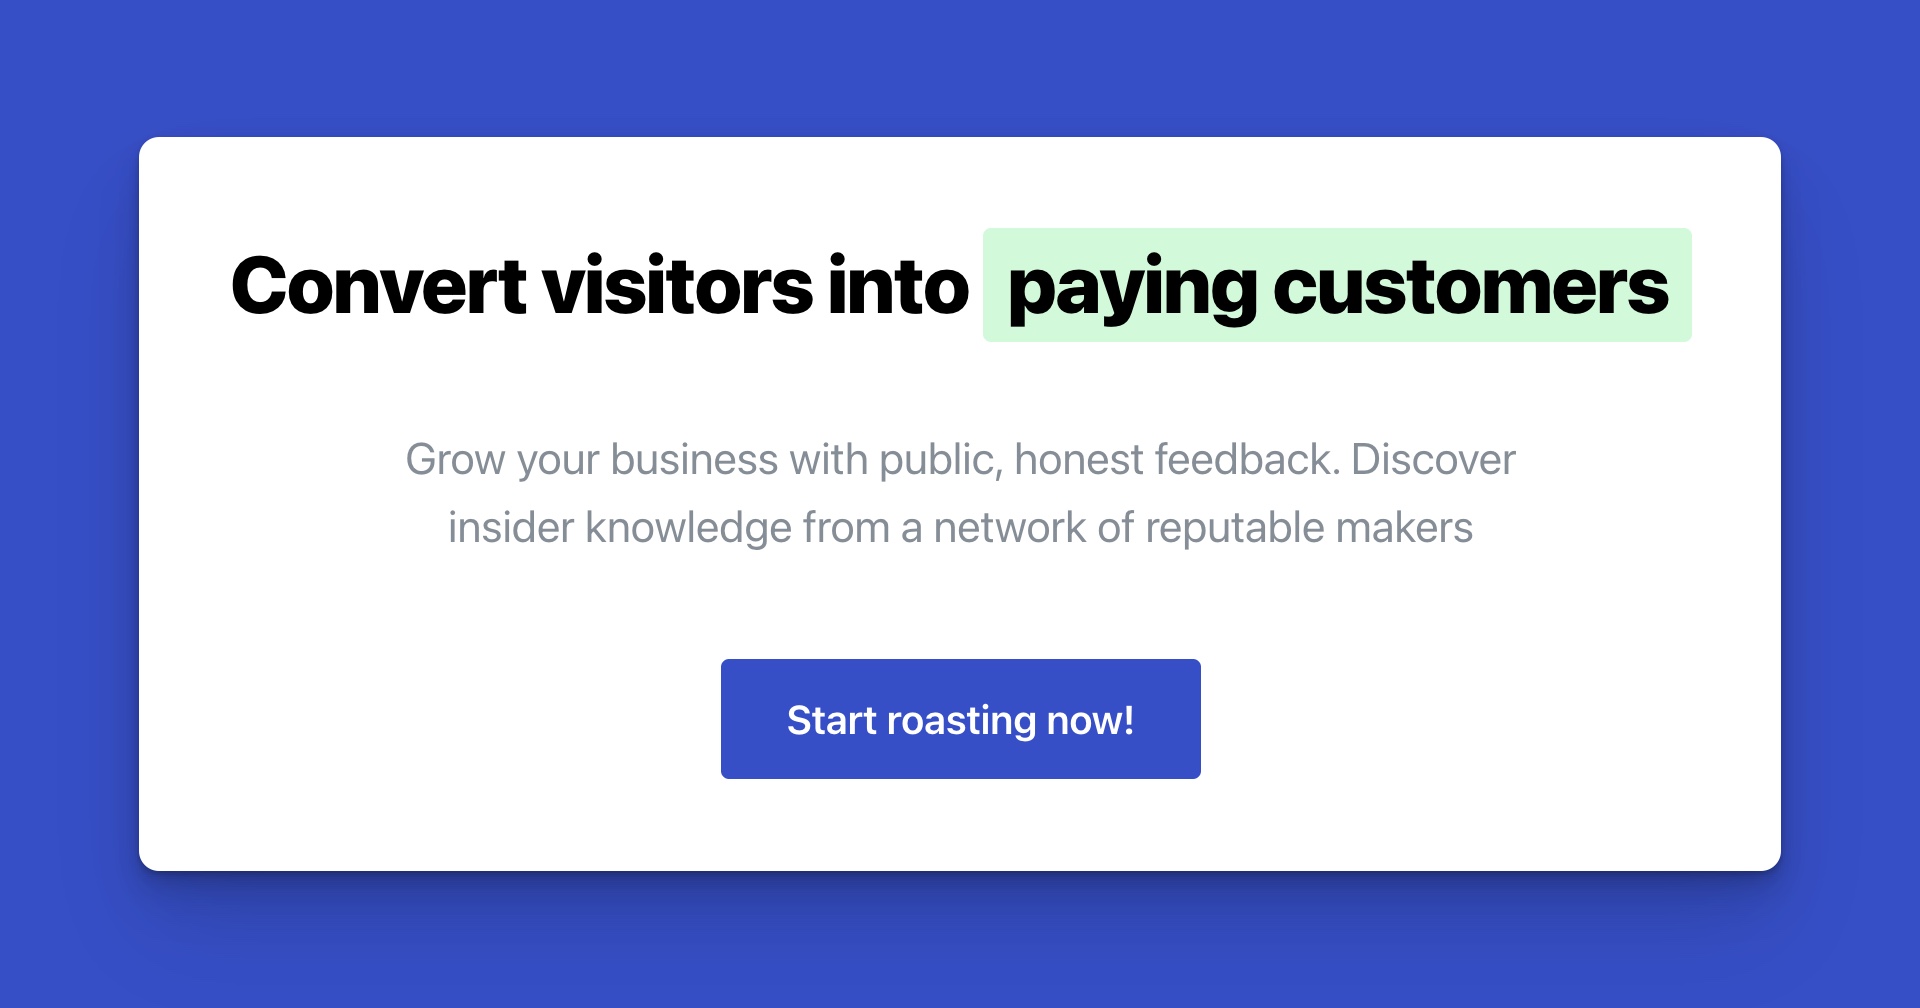 Convert visitors into paying customers
Grow your business with public, honest feedback. Discover
insider knowledge from a network of reputable makers
Start roasting now!